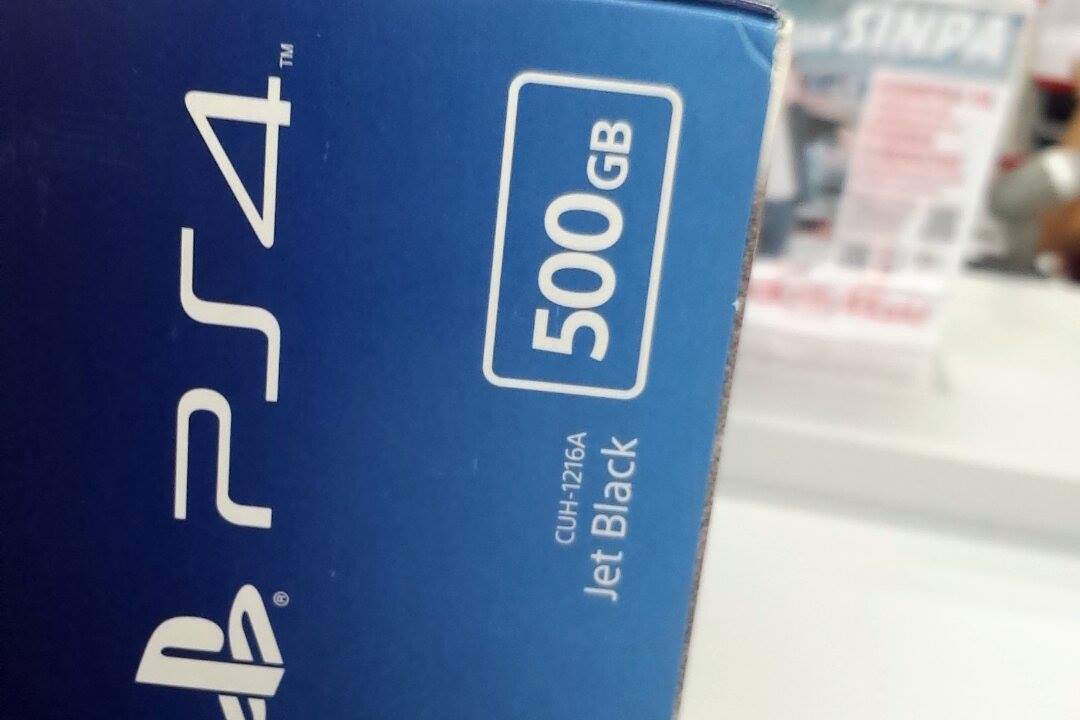 PS4™
500GB
CUH-1216A
Jet Black
®
SINPA